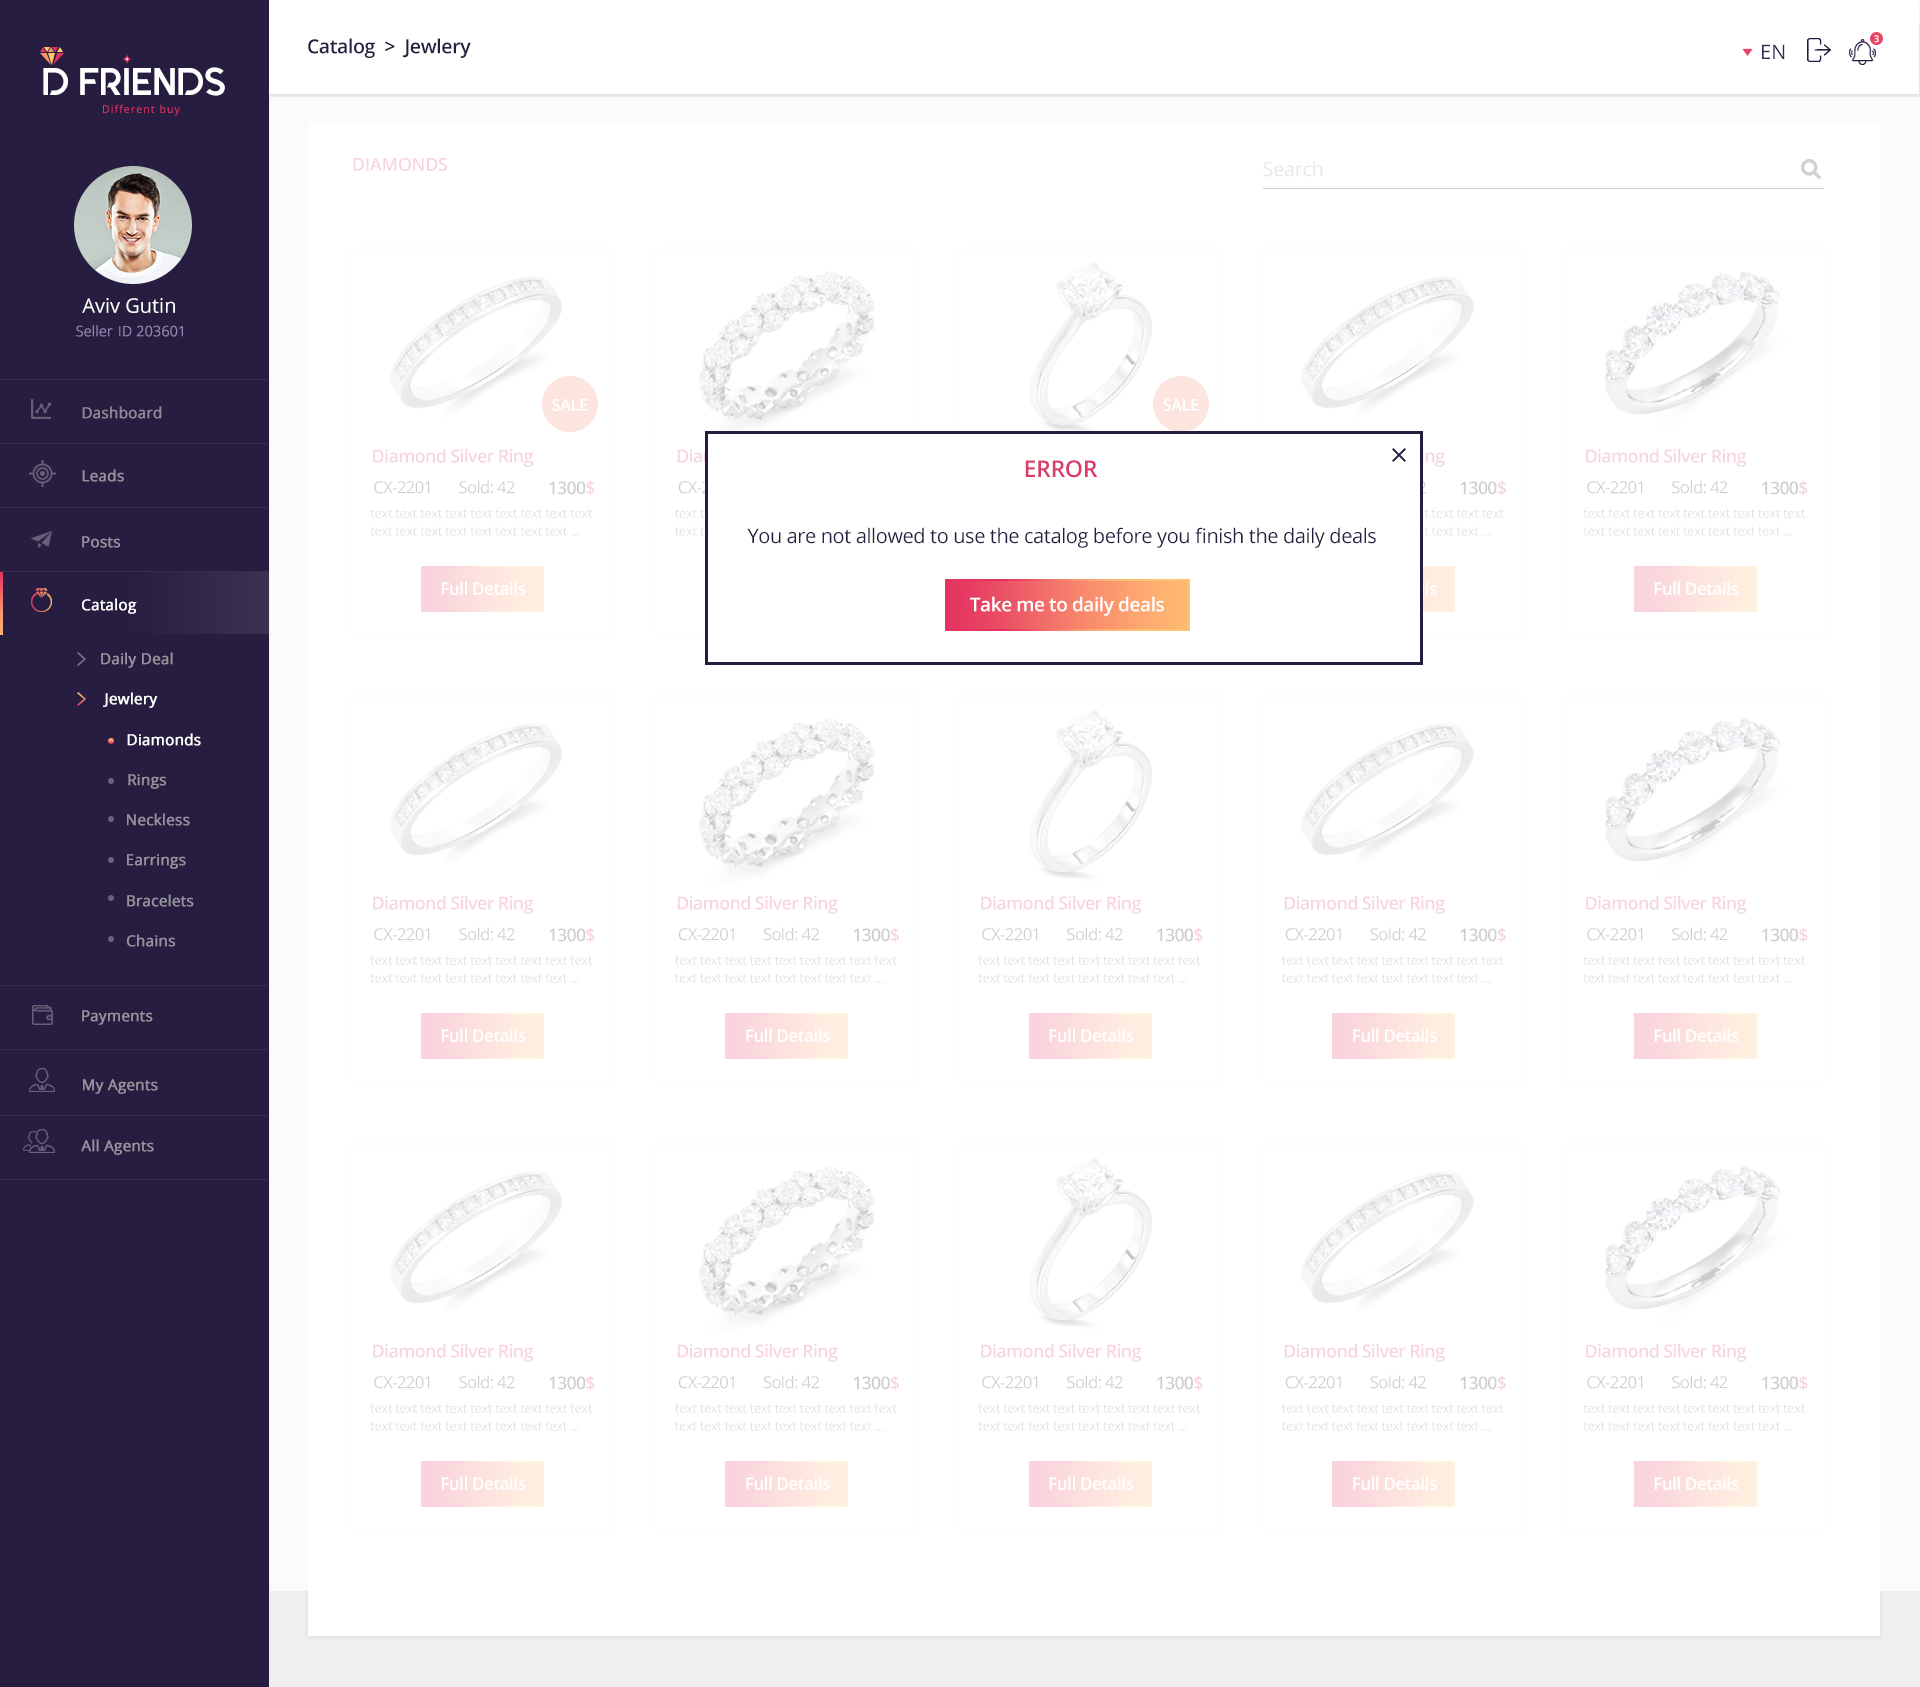 D FRIENDS
Different buy
Aviv Gutin
Seller ID 203601
Dashboard
Leads
Posts
Catalog
Daily Deal
Jewlery
Diamonds
Rings
Neckless
Earrings
Bracelets
Chains
Payments
My Agents
All Agents
Catalog > Jewlery
EN
3
DIAMONDS
Search
SALE
SALE
Diamond Silver Ring
Dia
ng
Diamond Silver Ring
CX-2201 Sold: 42 1300$
CX-
1300$
CX-2201 Sold: 42 1300$
text text text text text text text text text
text
text text text
text text text text text text text text text
text text text text text text text text ...
text t
text text ...
text text text text text text text text ...
Full Details
ls
Full Details
ERROR
You are not allowed to use the catalog before you finish the daily deals
Take me to daily deals
Diamond Silver Ring Diamond Silver Ring Diamond Silver Ring Diamond Silver Ring Diamond Silver Ring
CX-2201 Sold: 42 1300$ CX-2201 Sold: 42 1300$ CX-2201 Sold: 42 1300$ CX-2201 Sold: 42 1300$ CX-2201 Sold: 42 1300$
text text text text text text text text text text text text text text text text text text text text text text text text text text text text text text text text text text text text text text text text text text text text text
text text text text text text text text ... text text text text text text text text ... text text text text text text text text ... text text text text text text text text ... text text text text text text text text ...
Full Details Full Details Full Details Full Details Full Details
Diamond Silver Ring Diamond Silver Ring Diamond Silver Ring Diamond Silver Ring Diamond Silver Ring
CX-2201 Sold: 42 1300$ CX-2201 Sold: 42 1300$ CX-2201 Sold: 42 1300$ CX-2201 Sold: 42 1300$ CX-2201 Sold: 42 1300$
text text text text text text text text text text text text text text text text text text text text text text text text text text text text text text text text text text text text text text text text text text text text text
text text text text text text text text ... text text text text text text text text ... text text text text text text text text ... text text text text text text text text ... text text text text text text text text ...
Full Details Full Details Full Details Full Details Full Details